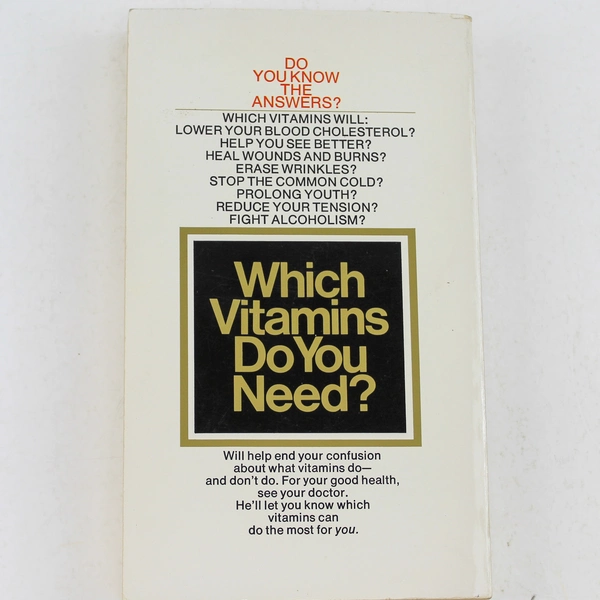 DO
YOU KNOW
THE
ANSWERS?
WHICH VITAMINS WILL:
LOWER YOUR BLOOD CHOLESTEROL?
HELP YOU SEE BETTER?
HEAL WOUNDS AND BURNS?
ERASE WRINKLES?
STOP THE COMMON COLD?
PROLONG YOUTH?
REDUCE YOUR TENSION?
FIGHT ALCOHOLISM?
Which
Vitamins
Do You
Need?
Will help end your confusion
about what vitamins do—
and don't do. For your good health,
see your doctor.
He'll let you know which
vitamins can
do the most for you.